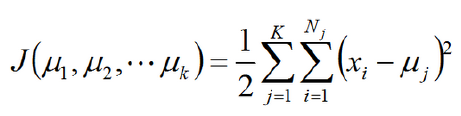 J(μ₁, μ₂, ⋯ μₖ) = 1/2 ∑_{j=1}^{K} ∑_{i=1}^{N_j} (x_i − μ_j)²